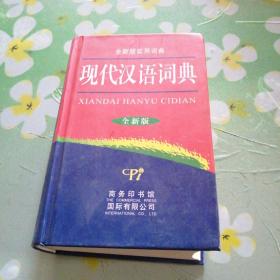 全新版实用词典
现代汉语词典
XIANDAI HANYU CIDIAN
全新版
CPI
商务印书馆
THE COMMERCIAL PRESS
国际有限公司
INTERNATIONAL CO., LTD